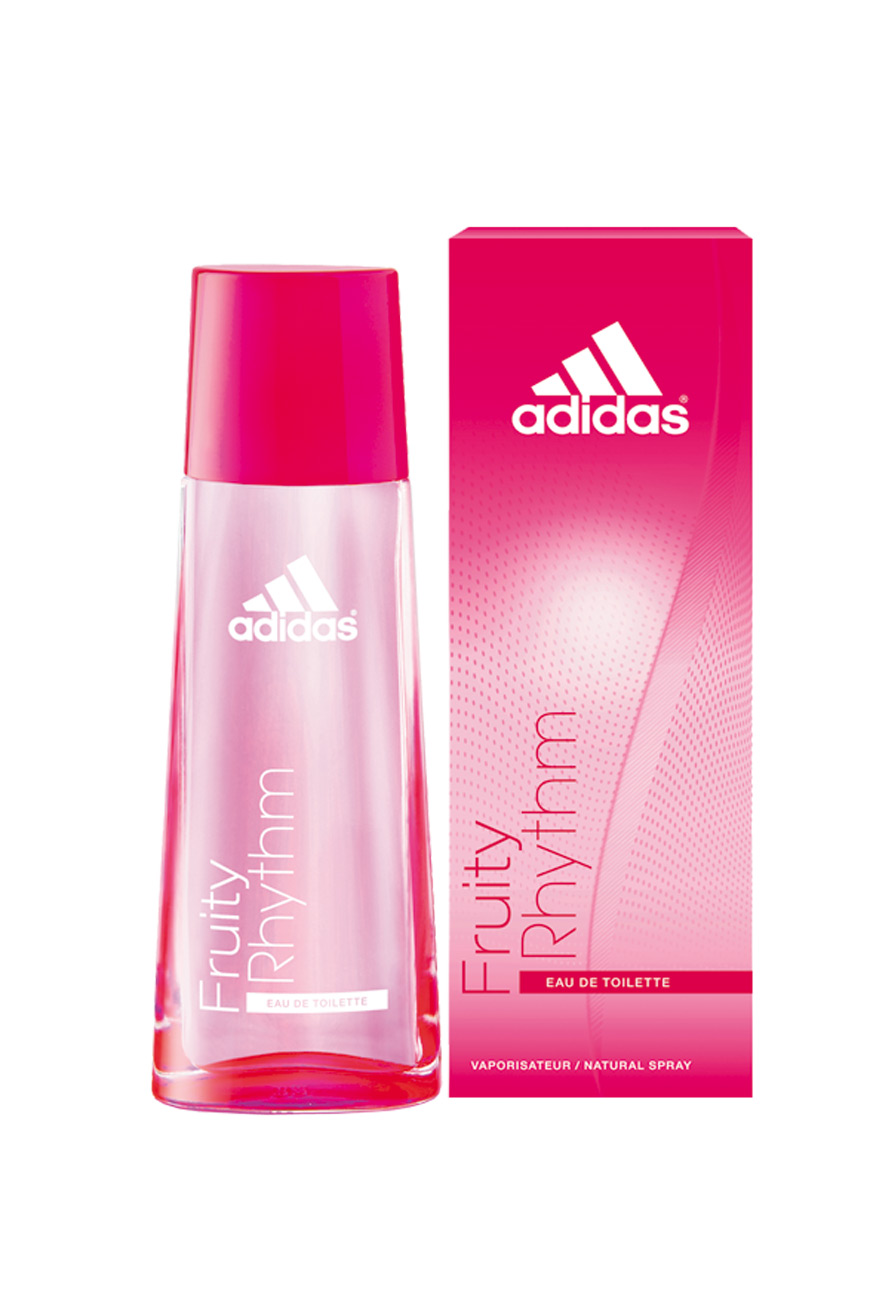 adidas®
Fruity
Rhythm
EAU DE TOILETTE
adidas®
Fruity
Rhythm
EAU DE TOILETTE
VAPORISATEUR / NATURAL SPRAY